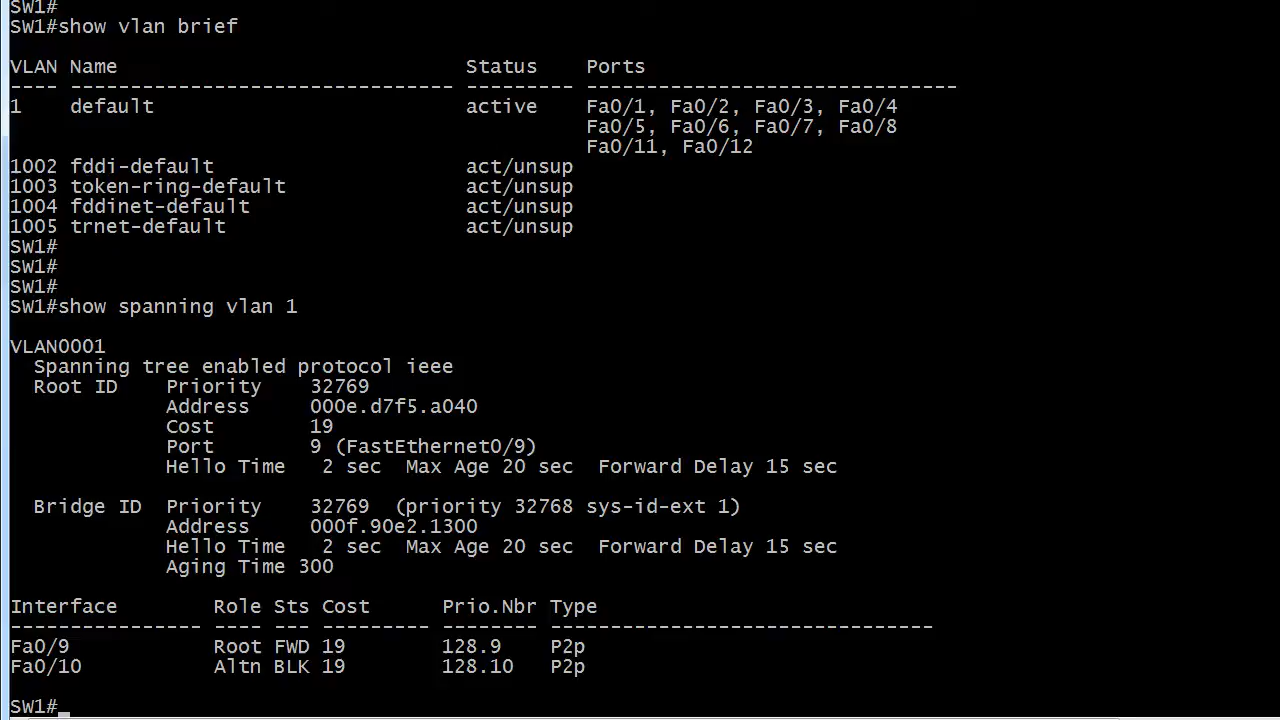 SW1#
SW1#show vlan brief
VLAN Name                             Status    Ports
---- -------------------------------- --------- -------------------------------
1    default                          active    Fa0/1, Fa0/2, Fa0/3, Fa0/4
                                                Fa0/5, Fa0/6, Fa0/7, Fa0/8
                                                Fa0/11, Fa0/12
1002 fddi-default                     act/unsup
1003 token-ring-default               act/unsup
1004 fddinet-default                  act/unsup
1005 trnet-default                    act/unsup
SW1#
SW1#
SW1#
SW1#show spanning vlan 1
VLAN0001
  Spanning tree enabled protocol ieee
  Root ID    Priority    32769
             Address     000e.d7f5.a040
             Cost        19
             Port        9 (FastEthernet0/9)
             Hello Time   2 sec  Max Age 20 sec  Forward Delay 15 sec
  Bridge ID  Priority    32769  (priority 32768 sys-id-ext 1)
             Address     000f.90e2.1300
             Hello Time   2 sec  Max Age 20 sec  Forward Delay 15 sec
             Aging Time 300
Interface        Role Sts Cost      Prio.Nbr Type
---------------- ---- --- --------- -------- --------------------------------
Fa0/9            Root FWD 19        128.9    P2p
Fa0/10           Altn BLK 19        128.10   P2p
SW1#